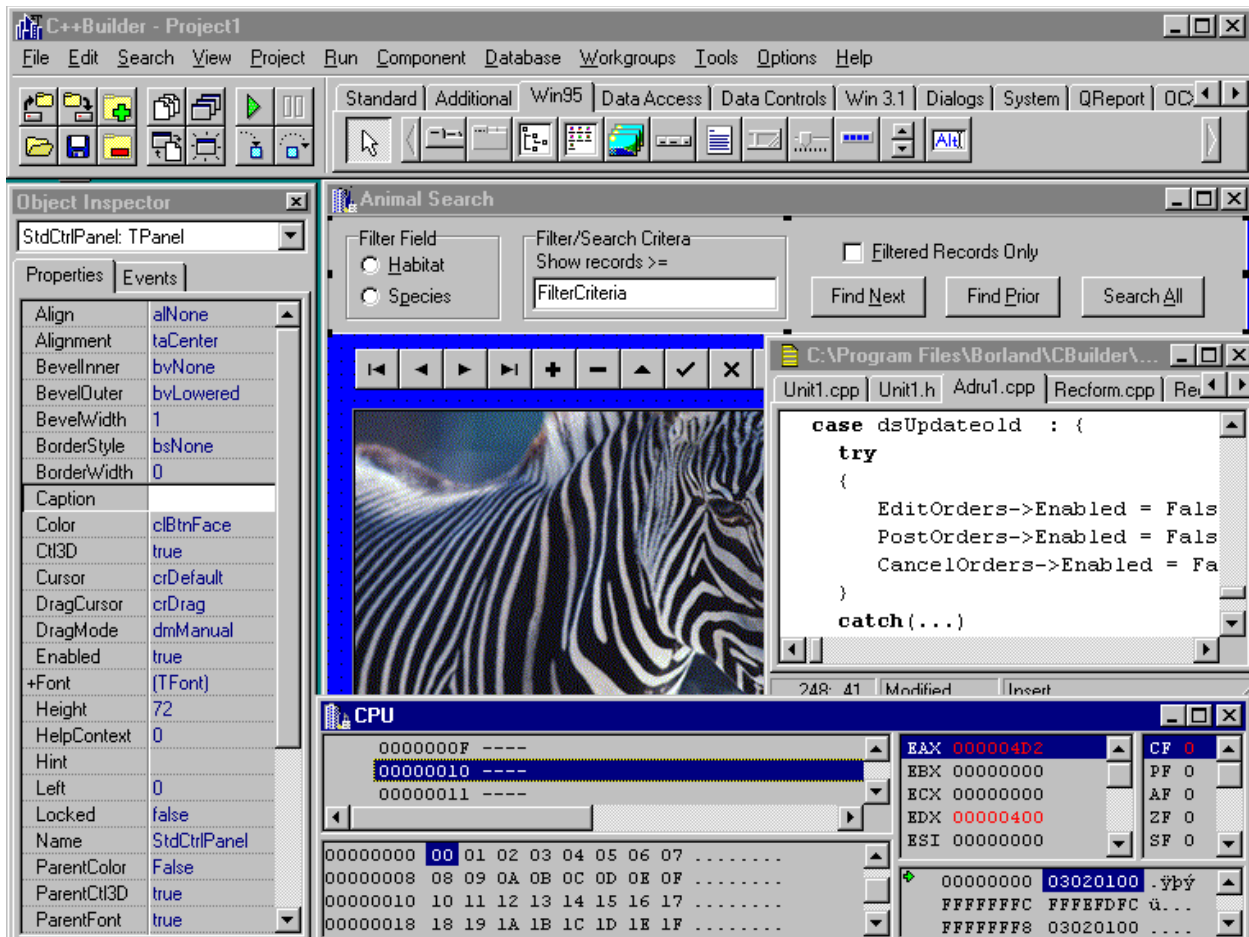 C++Builder - Project1
File Edit Search View Project Run Component Database Workgroups Tools Options Help
Standard Additional Win95 Data Access Data Controls Win 3.1 Dialogs System QReport
Object Inspector
StdCtrlPanel: TPanel
Properties Events
Align alNone
Alignment taCenter
BevelInner bvNone
BevelOuter bvLowered
BevelWidth 1
BorderStyle bsNone
BorderWidth 0
Caption
Color clBtnFace
Ctl3D true
Cursor crDefault
DragCursor crDrag
DragMode dmManual
Enabled true
+Font (TFont)
Height 72
HelpContext 0
Hint
Left 0
Locked false
Name StdCtrlPanel
ParentColor False
ParentCtl3D true
ParentFont true
Animal Search
Filter Field
Habitat
Species
Filter/Search Critera
Show records >=
FilterCriteria
Filtered Records Only
Find Next Find Prior Search All
C:\Program Files\Borland\CBuilder\...
Unit1.cpp Unit1.h Adru1.cpp Recform.cpp
case dsUpdateold : {
try
{
EditOrders->Enabled = Fals
PostOrders->Enabled = Fals
CancelOrders->Enabled = Fa
}
catch(...)
248: 41 Modified Insert
CPU
0000000F ----
00000010 ----
00000011 ----
EAX 000004D2
EBX 00000000
ECX 00000000
EDX 00000400
ESI 00000000
CF 0
PF 0
AF 0
ZF 0
SF 0
00000000 00 01 02 03 04 05 06 07 ........
00000008 08 09 0A 0B 0C 0D 0E 0F ........
00000010 10 11 12 13 14 15 16 17 ........
00000018 18 19 1A 1B 1C 1D 1E 1F ........
00000000 03020100 .ÿþý
FFFFFFFC FFFEFDFC ü...
FFFFFFF8 03020100 ....